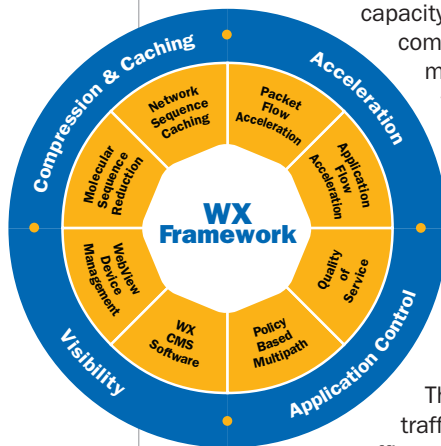 capacity
com
m
Compression & Caching
Acceleration
Network
Sequence
Caching
Packet
Flow
Acceleration
Molecular
Sequence
Reduction
Application
Flow
Acceleration
WX
Framework
WebView
Device
Management
Quality
of
Service
WX
CMS
Software
Policy
Based
Multipath
Visibility
Application Control
Th
traff